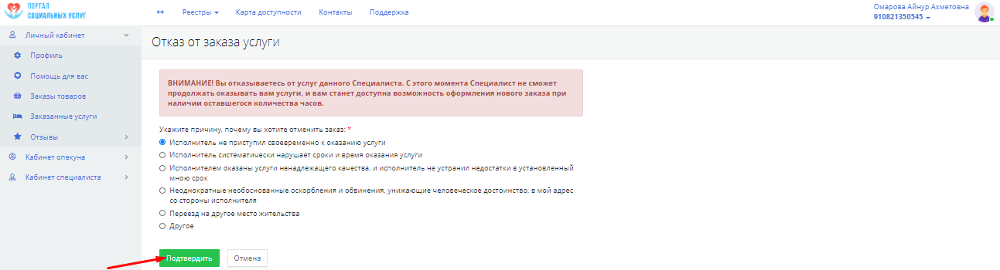 ПОРТАЛ
СОЦИАЛЬНЫХ УСЛУГ
Реестры
Карта доступности
Контакты
Поддержка
Омарова Айнур Ахметовна
910821350545
Личный кабинет
Профиль
Помощь для вас
Заказы товаров
Заказанные услуги
Отзывы
Кабинет опекуна
Кабинет специалиста
Отказ от заказа услуги
ВНИМАНИЕ! Вы отказываетесь от услуг данного Специалиста. С этого момента Специалист не сможет
продолжать оказывать вам услуги, и вам станет доступна возможность оформления нового заказа при
наличии оставшегося количества часов.
Укажите причину, почему вы хотите отменить заказ: *
Исполнитель не приступил своевременно к оказанию услуги
Исполнитель систематически нарушает сроки и время оказания услуги
Исполнителем оказаны услуги ненадлежащего качества, и исполнитель не устранил недостатки в установленный
мною срок
Неоднократные необоснованные оскорбления и обвинения, унижающие человеческое достоинство, в мой адрес
со стороны исполнителя
Переезд на другое место жительства
Другое
Подтвердить
Отмена